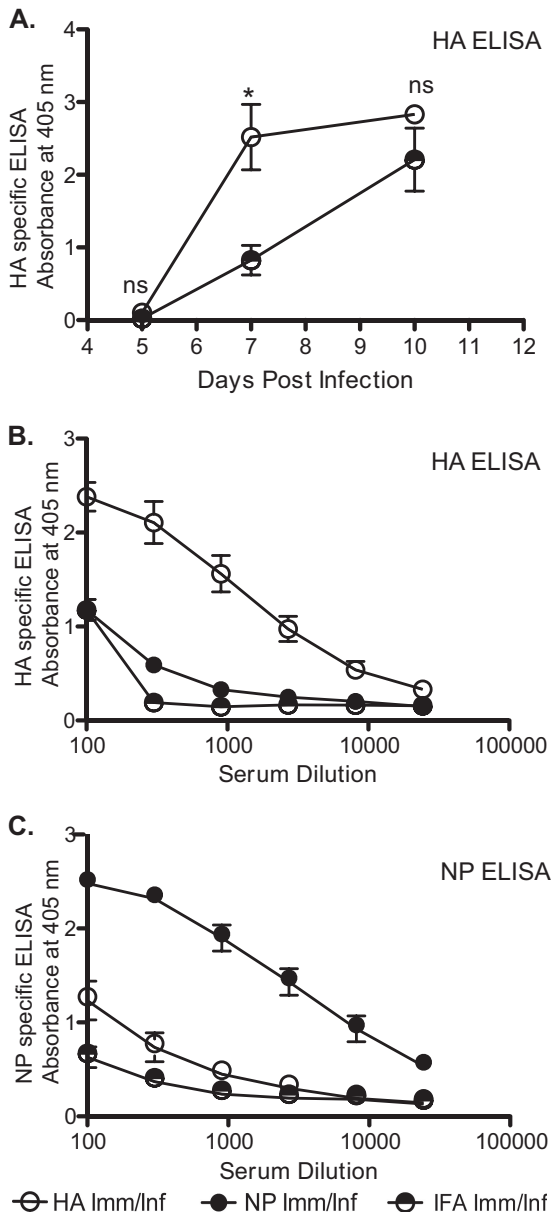 A.
HA ELISA
HA specific ELISA
Absorbance at 405 nm
4
3
2
1
0
ns
*
ns
4 5 6 7 8 9 10 11 12
Days Post Infection
B.
HA ELISA
HA specific ELISA
Absorbance at 405 nm
3
2
1
0
100 1000 10000 100000
Serum Dilution
C.
NP ELISA
NP specific ELISA
Absorbance at 405 nm
3
2
1
0
100 1000 10000 100000
Serum Dilution
HA Imm/Inf NP Imm/Inf IFA Imm/Inf